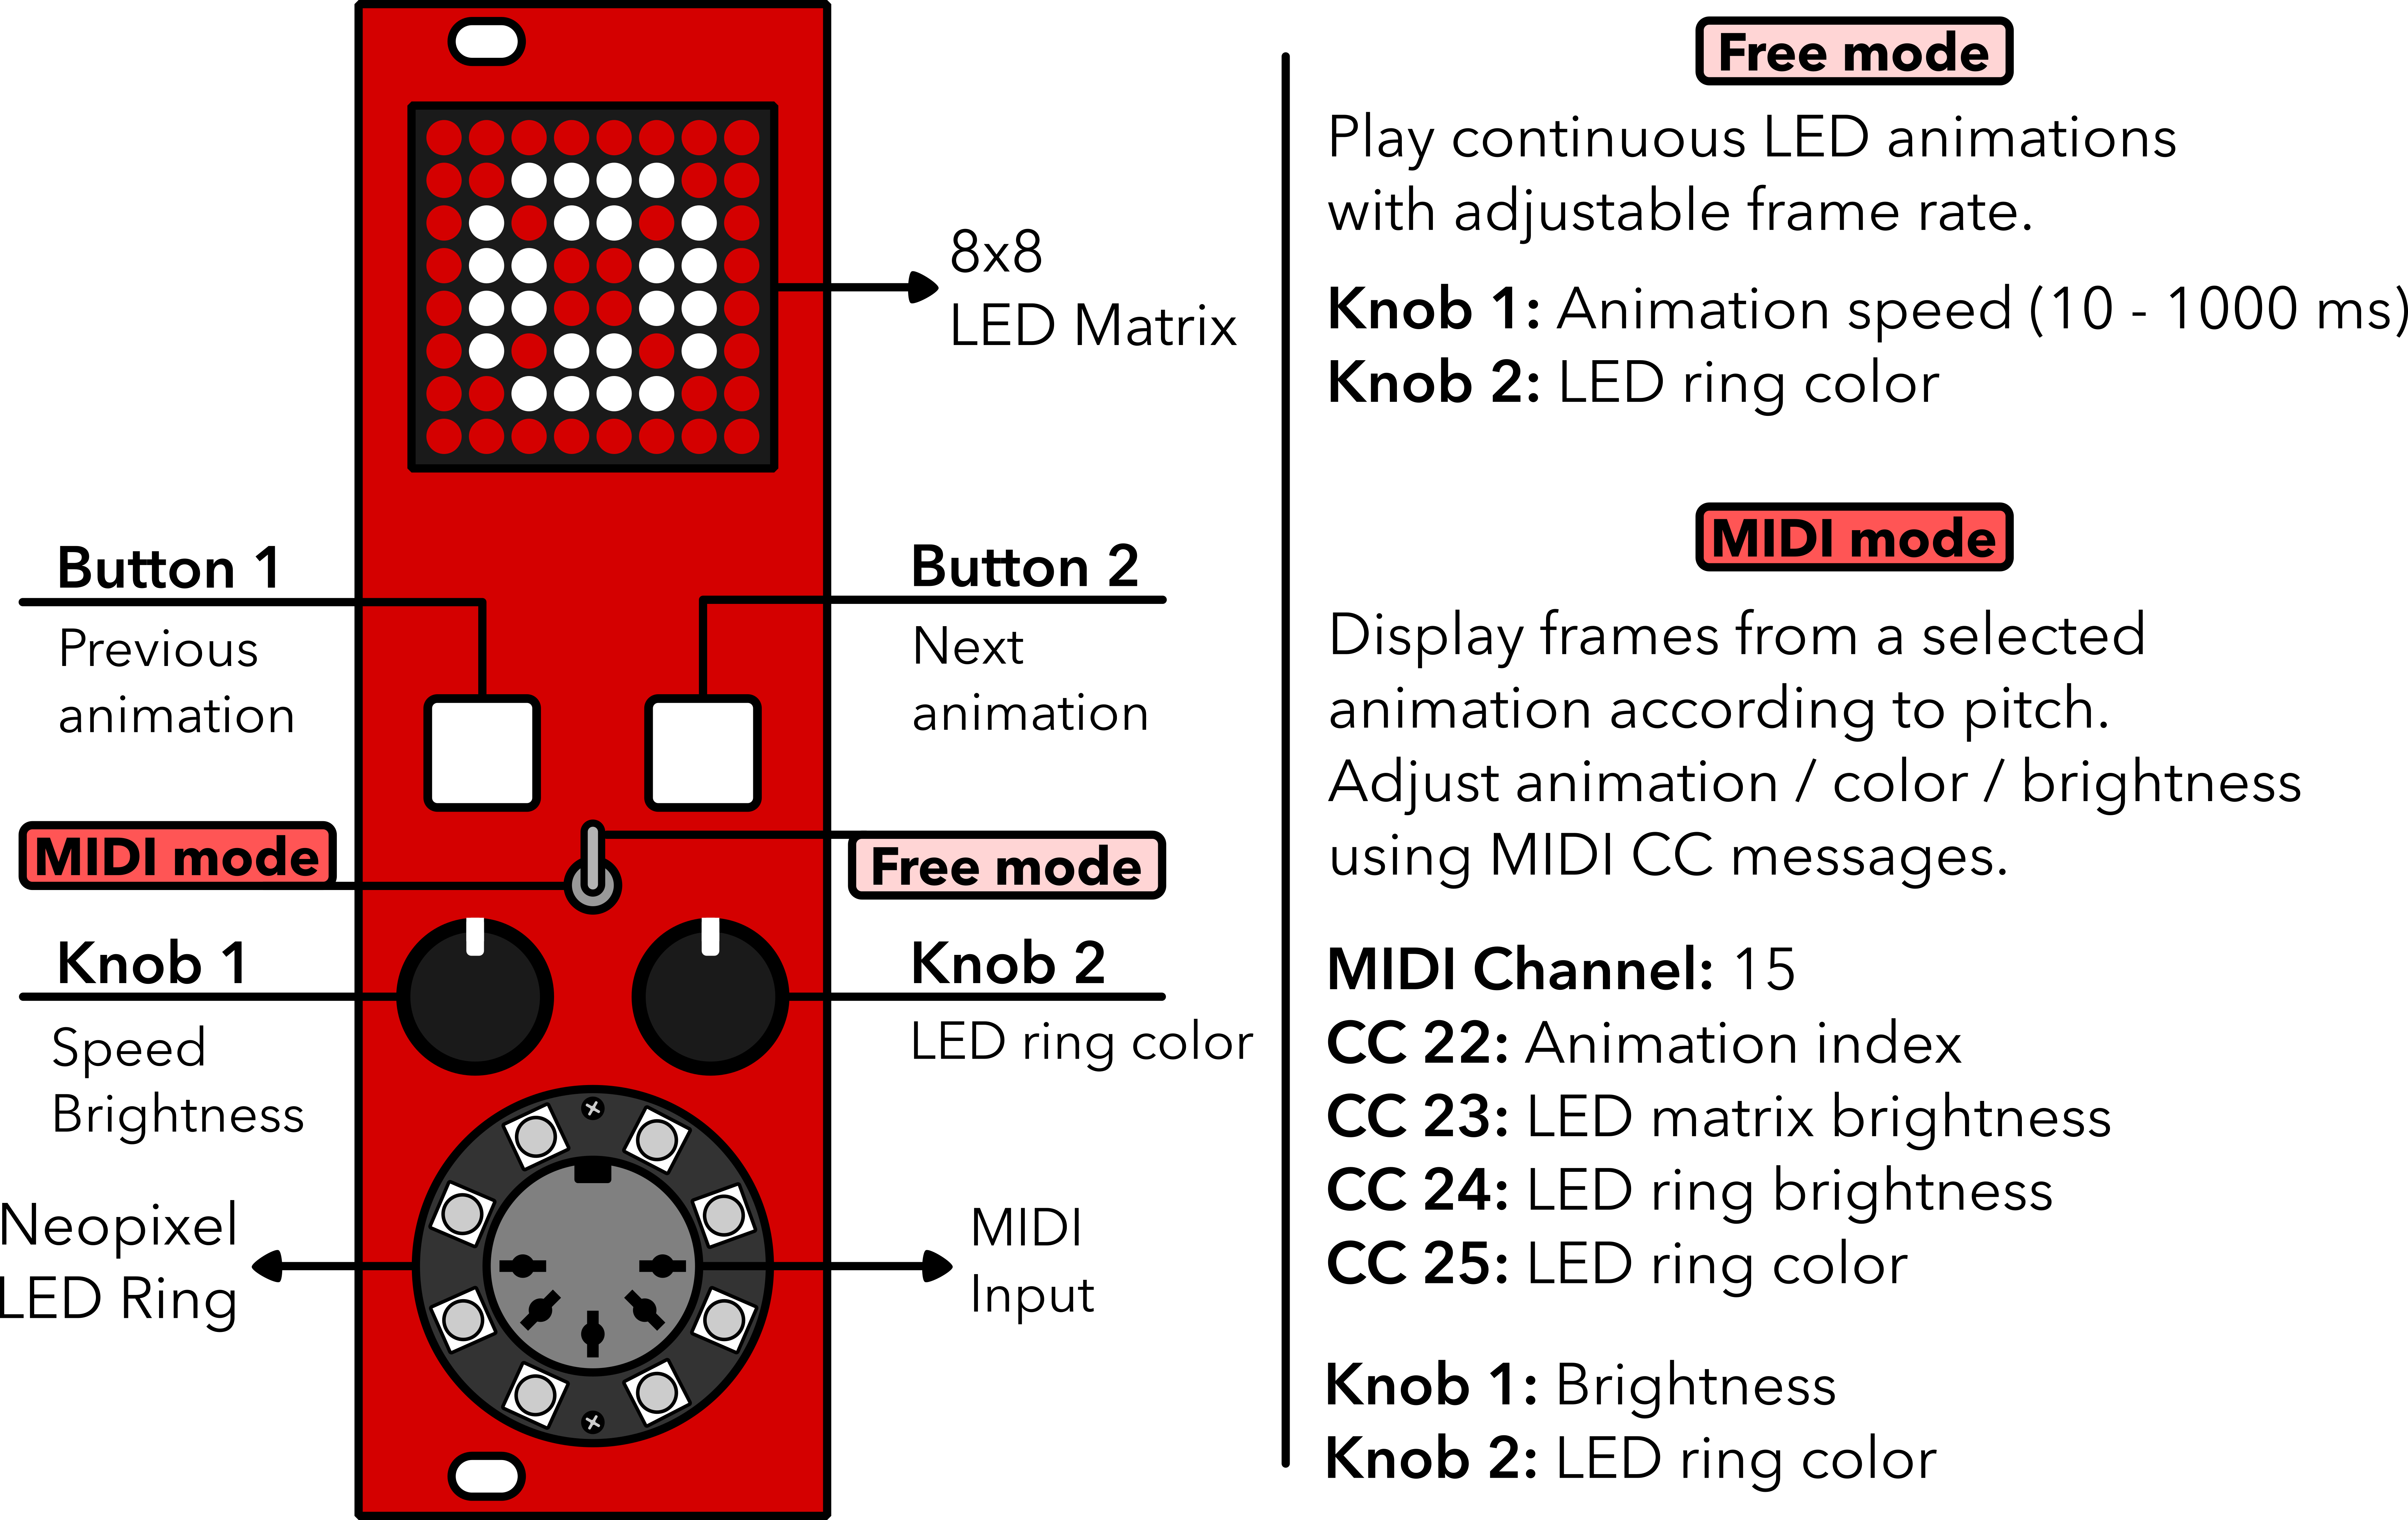 8x8
LED Matrix
Button 1
Previous
animation
Button 2
Next
animation
MIDI mode
Free mode
Knob 1
Speed
Brightness
Knob 2
LED ring color
Neopixel
LED Ring
MIDI
Input
Free mode
Play continuous LED animations
with adjustable frame rate.
Knob 1: Animation speed (10 - 1000 ms)
Knob 2: LED ring color
MIDI mode
Display frames from a selected
animation according to pitch.
Adjust animation / color / brightness
using MIDI CC messages.
MIDI Channel: 15
CC 22: Animation index
CC 23: LED matrix brightness
CC 24: LED ring brightness
CC 25: LED ring color
Knob 1: Brightness
Knob 2: LED ring color